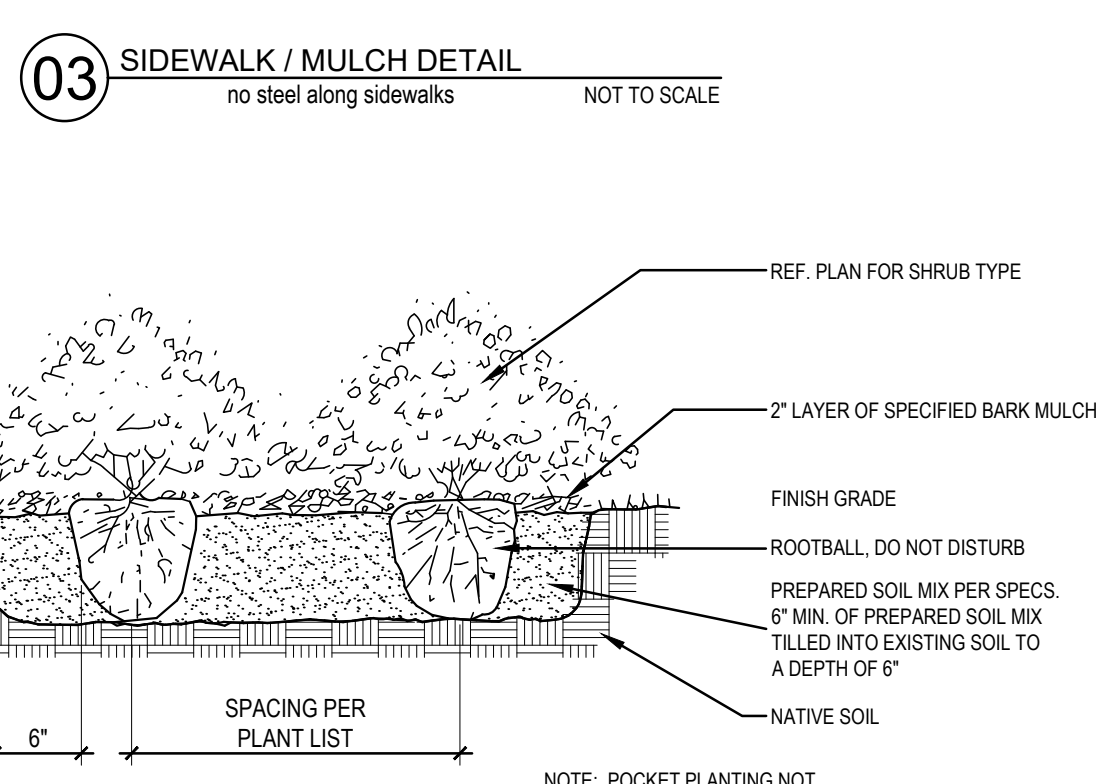 03
SIDEWALK / MULCH DETAIL
no steel along sidewalks NOT TO SCALE
REF. PLAN FOR SHRUB TYPE
2" LAYER OF SPECIFIED BARK MULCH
FINISH GRADE
ROOTBALL, DO NOT DISTURB
PREPARED SOIL MIX PER SPECS.
6" MIN. OF PREPARED SOIL MIX
TILLED INTO EXISTING SOIL TO
A DEPTH OF 6"
NATIVE SOIL
6"
SPACING PER
PLANT LIST
NOTE: POCKET PLANTING NOT